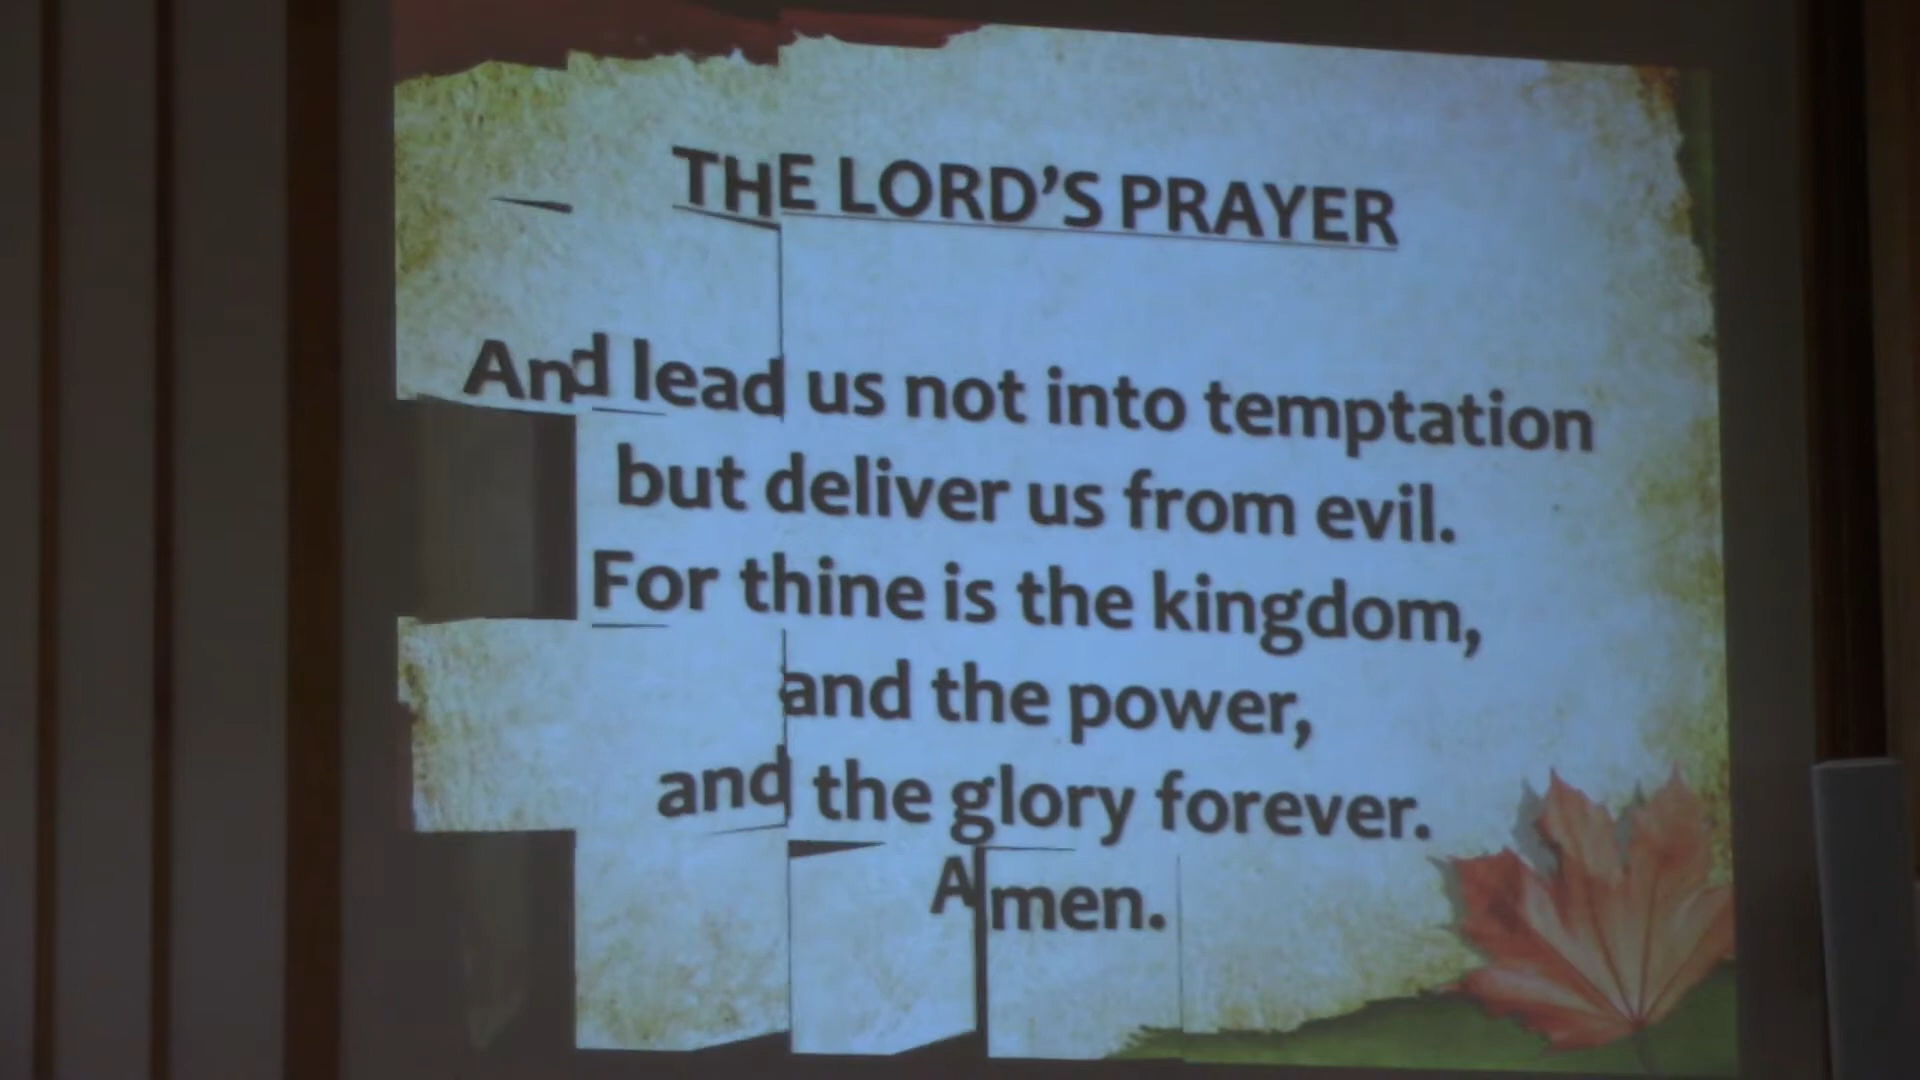 THE LORD’S PRAYER
And lead us not into temptation
but deliver us from evil.
For thine is the kingdom,
and the power,
and the glory forever.
Amen.